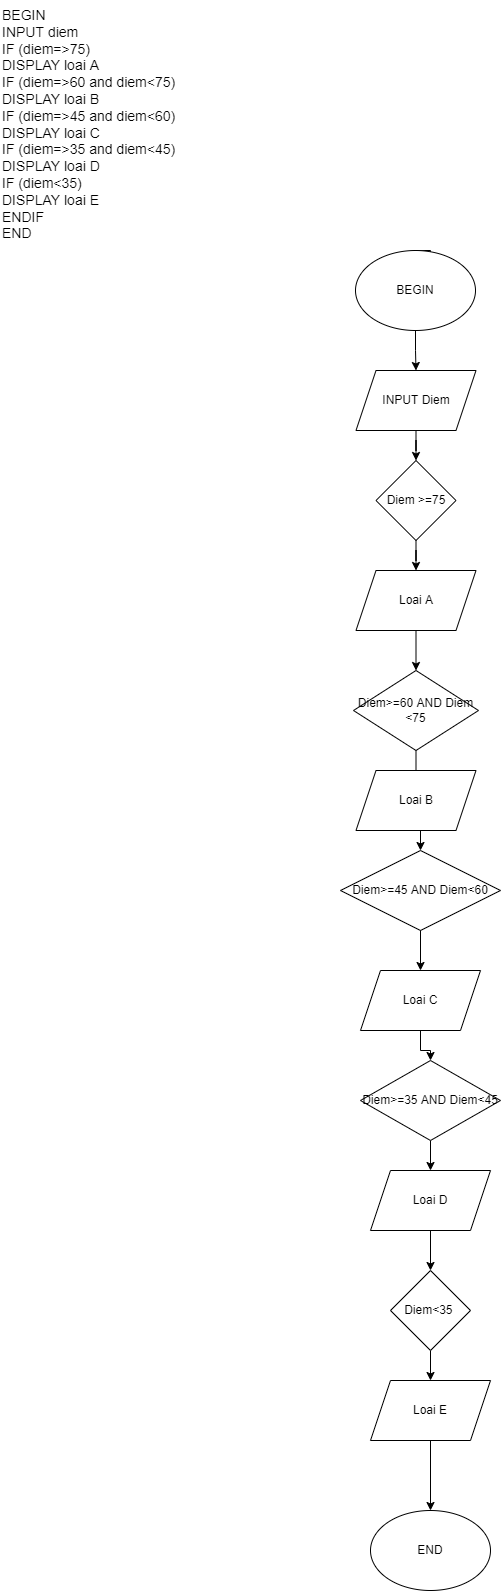 BEGIN
INPUT diem
IF (diem=>75)
DISPLAY loai A
IF (diem=>60 and diem<75)
DISPLAY loai B
IF (diem=>45 and diem<60)
DISPLAY loai C
IF (diem=>35 and diem<45)
DISPLAY loai D
IF (diem<35)
DISPLAY loai E
ENDIF
END
BEGIN
INPUT Diem
Diem >=75
Loai A
Diem>=60 AND Diem
<75
Loai B
Diem>=45 AND Diem<60
Loai C
Diem>=35 AND Diem<45
Loai D
Diem<35
Loai E
END